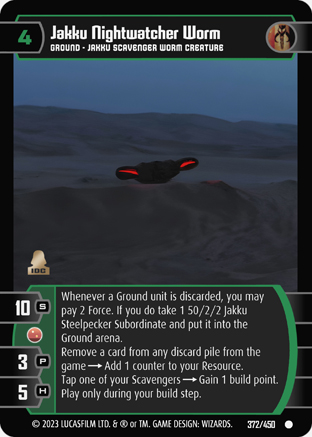 4
Jakku Nightwatcher Worm
GROUND - JAKKU SCAVENGER WORM CREATURE
IDC
10 S
3 P
5 H
Whenever a Ground unit is discarded, you may
pay 2 Force. If you do take 1 50/2/2 Jakku
Steelpecker Subordinate and put it into the
Ground arena.
Remove a card from any discard pile from the
game → Add 1 counter to your Resource.
Tap one of your Scavengers → Gain 1 build point.
Play only during your build step.
© 2023 LUCASFILM LTD. & ® or TM. GAME DESIGN: WIZARDS.
372/450